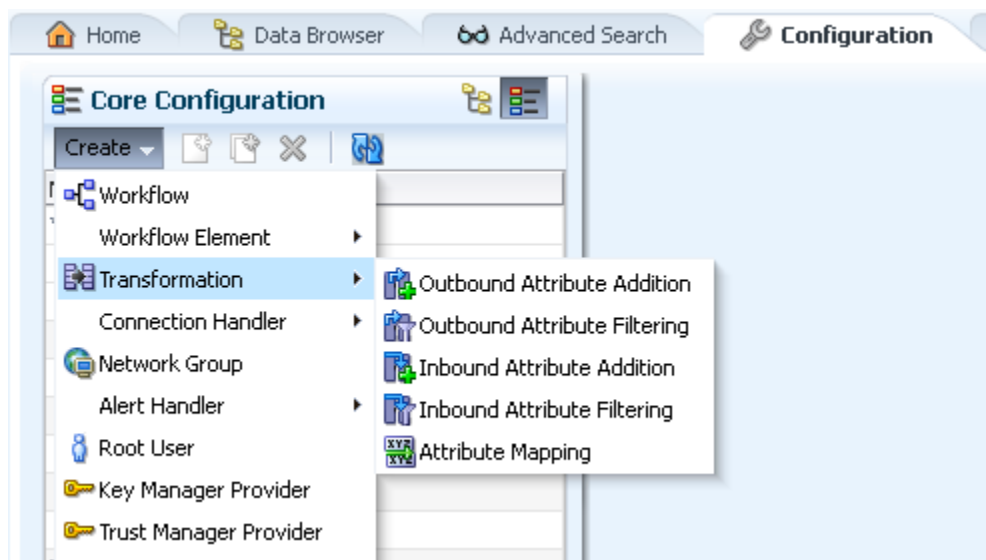 Home Data Browser Advanced Search Configuration
Core Configuration
Create
Workflow
Workflow Element
Transformation
Connection Handler
Network Group
Alert Handler
Root User
Key Manager Provider
Trust Manager Provider
Outbound Attribute Addition
Outbound Attribute Filtering
Inbound Attribute Addition
Inbound Attribute Filtering
XYZ
XYZ
Attribute Mapping